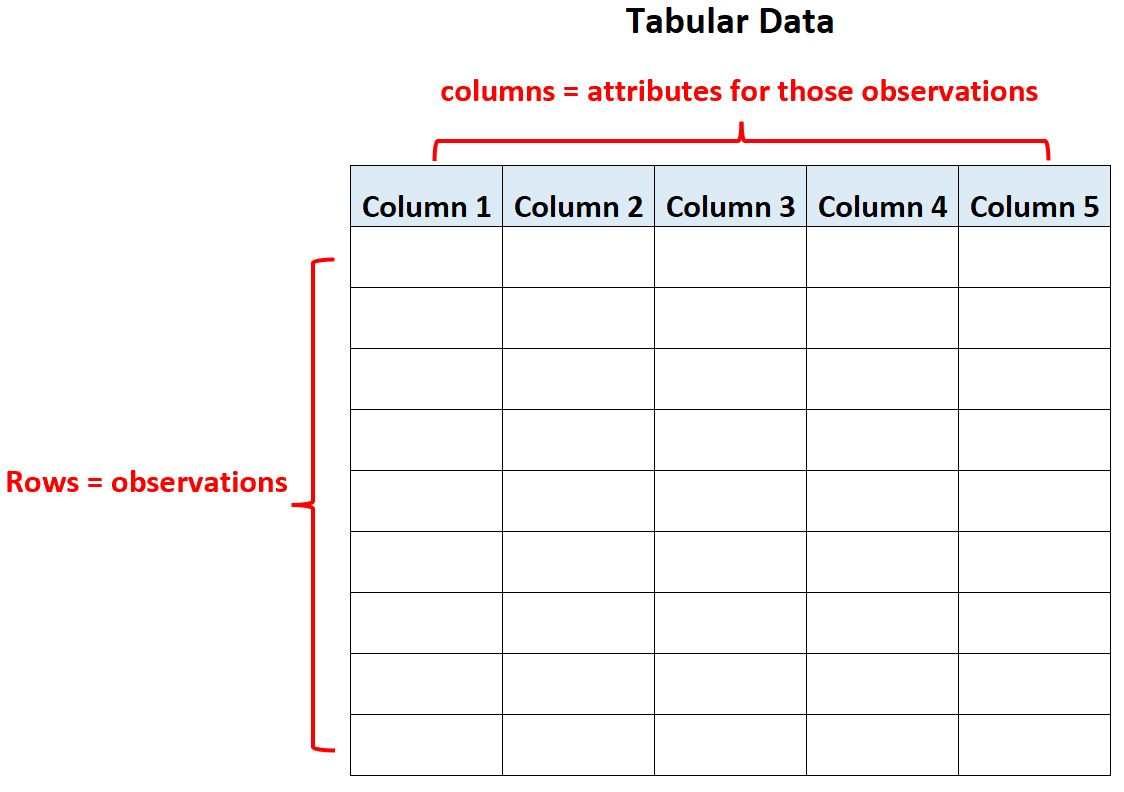 Tabular Data
columns = attributes for those observations
Column 1 Column 2 Column 3 Column 4 Column 5
Rows = observations